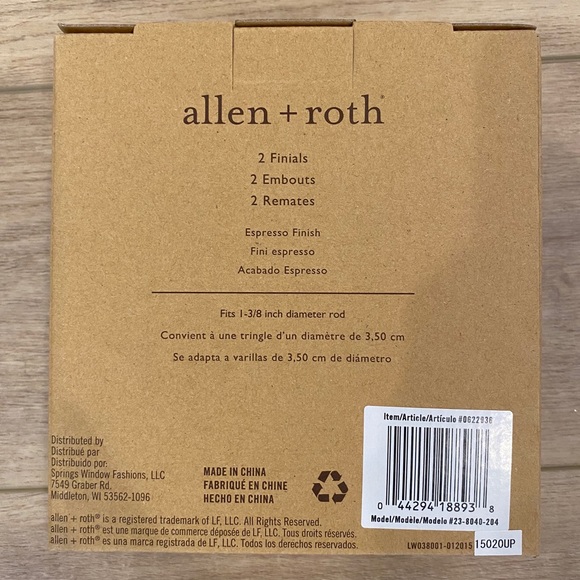 allen + roth®
2 Finials
2 Embouts
2 Remates
Espresso Finish
Fini espresso
Acabado Espresso
Fits 1-3/8 inch diameter rod
Convient à une tringle d'un diamètre de 3,50 cm
Se adapta a varillas de 3,50 cm de diámetro
Distributed by
Distribué par
Distribuido por:
Springs Window Fashions, LLC
7549 Graber Rd.
Middleton, WI 53562-1096
MADE IN CHINA
FABRIQUÉ EN CHINE
HECHO EN CHINA
Item/Article/Artículo #0622936
0 44294 18893 8
Model/Modèle/Modelo #23-8040-204
allen + roth® is a registered trademark of LF, LLC. All Rights Reserved.
allen + roth® est une marque de commerce déposée de LF, LLC. Tous droits réservés.
allen + roth® es una marca registrada de LF, LLC. Todos los derechos reservados.
LW038001-012015
15020UP